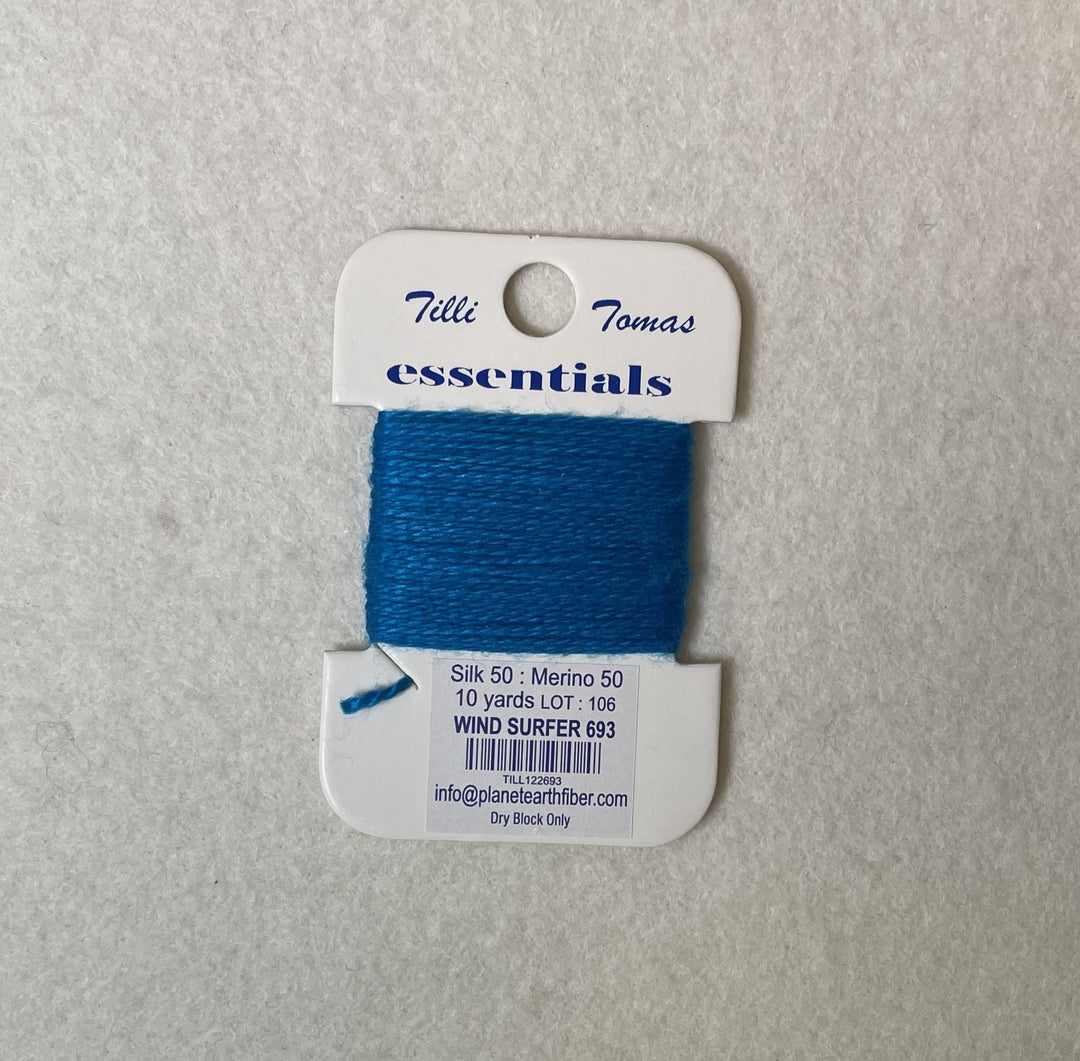 Tilli Tomas
essentials
Silk 50 : Merino 50
10 yards LOT : 106
WIND SURFER 693
TILL122693
info@planetearthfiber.com
Dry Block Only